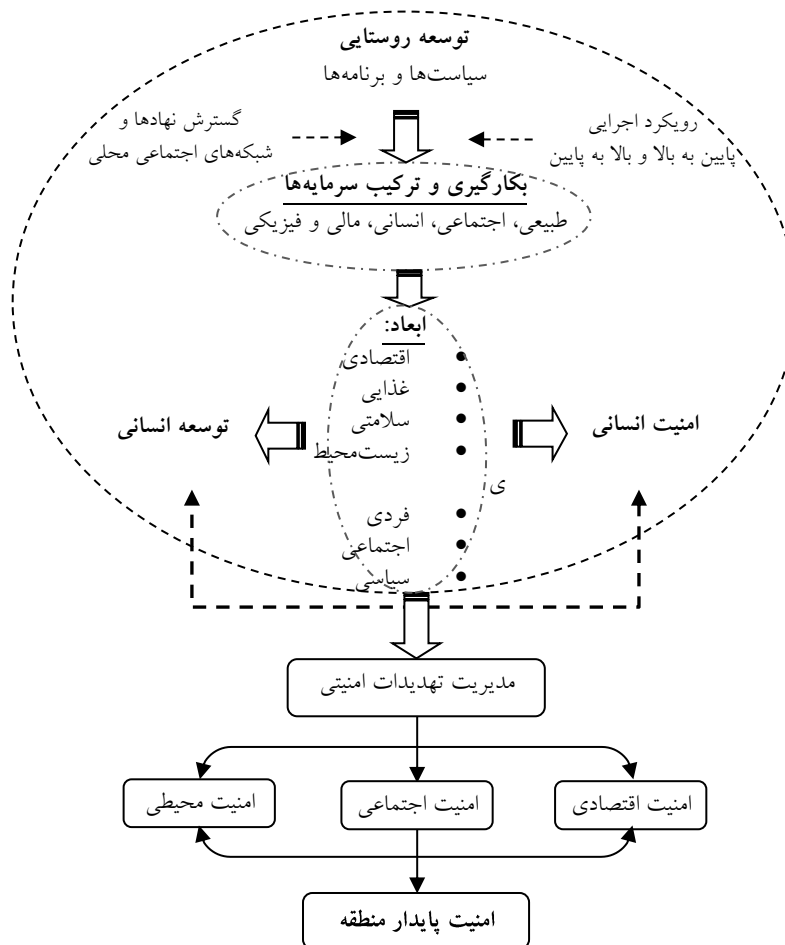 توسعه روستایی
سیاست‌ها و برنامه‌ها
رویکرد اجرایی
پایین به بالا و بالا به پایین
گسترش نهادها و
شبکه‌های اجتماعی محلی
بکارگیری و ترکیب سرمایه‌ها
طبیعی، اجتماعی، انسانی، مالی و فیزیکی
ابعاد:
• اقتصادی
• غذایی
• سلامتی
• زیست‌محیط
ی
• فردی
• اجتماعی
• سیاسی
امنیت انسانی
توسعه انسانی
مدیریت تهدیدات امنیتی
امنیت اقتصادی
امنیت اجتماعی
امنیت محیطی
امنیت پایدار منطقه